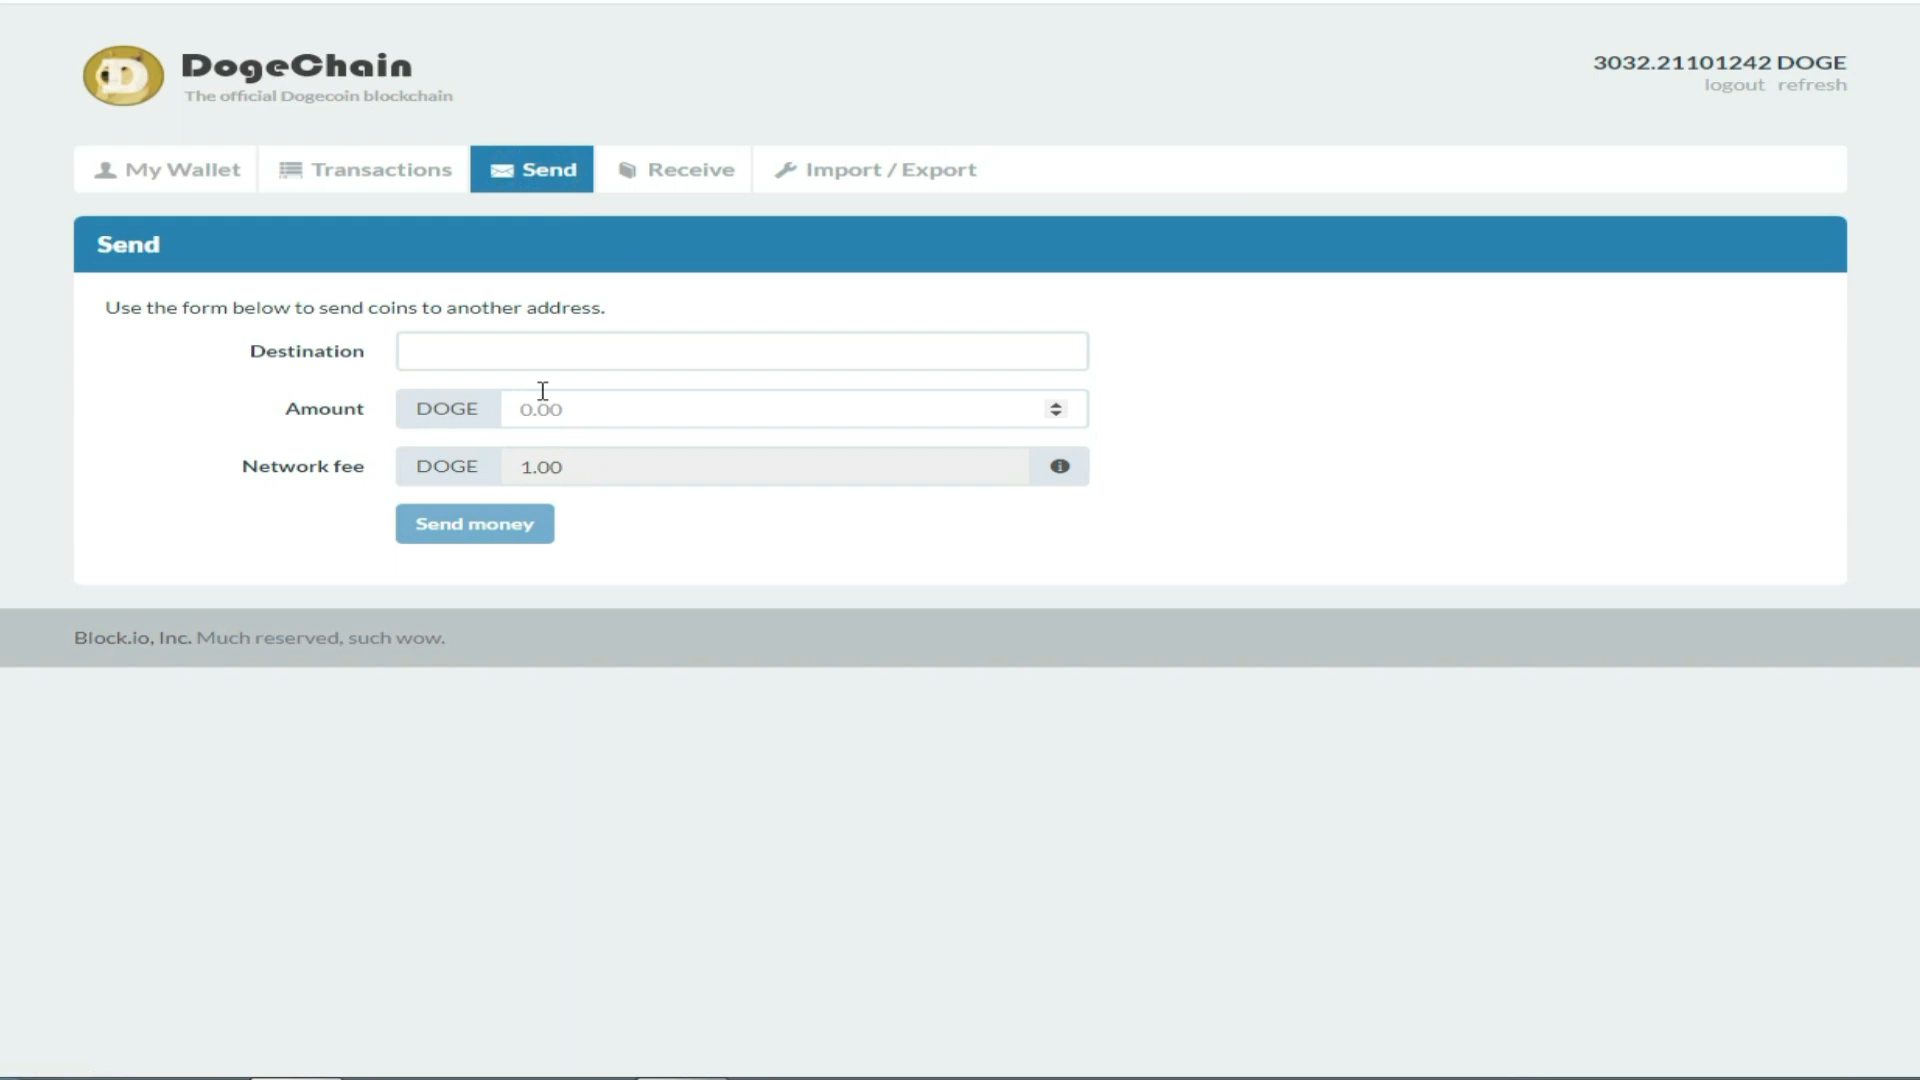 DogeChain
The official Dogecoin blockchain
3032.21101242 DOGE
logout refresh
My Wallet
Transactions
Send
Receive
Import / Export
Send
Use the form below to send coins to another address.
Destination
Amount DOGE 0.00
Network fee DOGE 1.00
Send money
Block.io, Inc. Much reserved, such wow.